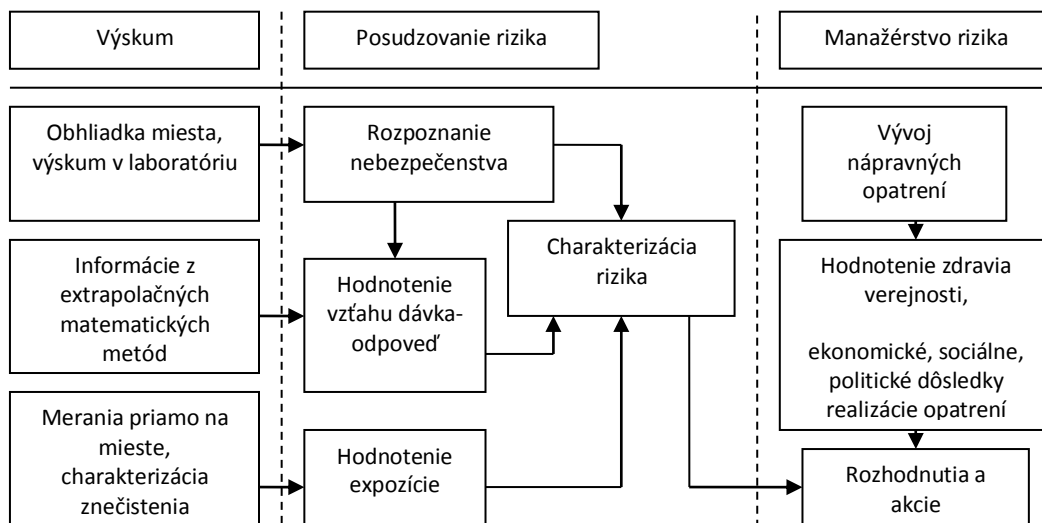 Výskum
Posudzovanie rizika
Manažérstvo rizika
Obhliadka miesta,
výskum v laboratóriu
Rozpoznanie
nebezpečenstva
Vývoj
nápravných
opatrení
Charakterizácia
rizika
Informácie z
extrapolačných
matematických
metód
Hodnotenie
vzťahu dávka-
odpoveď
Hodnotenie zdravia
verejnosti,
ekonomické, sociálne,
politické dôsledky
realizácie opatrení
Merania priamo na
mieste,
charakterizácia
znečistenia
Hodnotenie
expozície
Rozhodnutia a
akcie